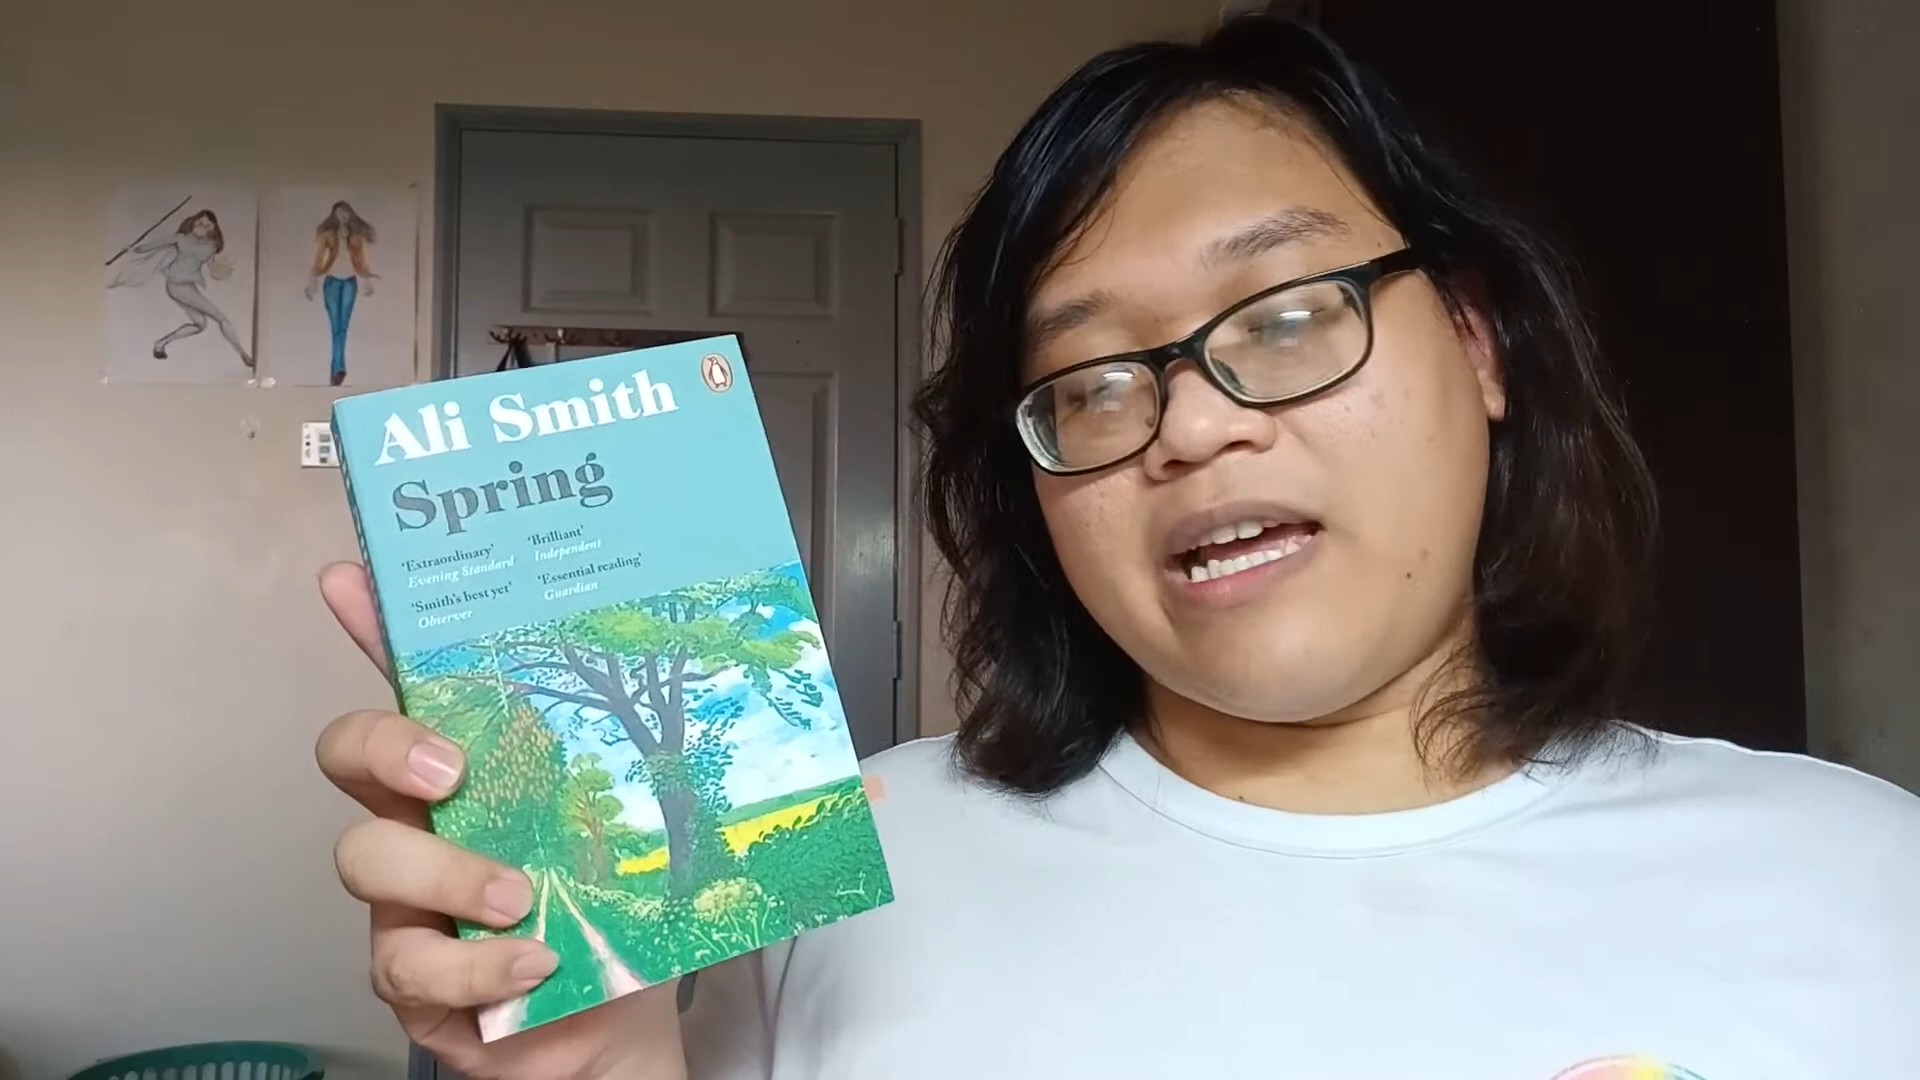 Ali Smith
Spring
'Extraordinary'
Evening Standard
'Brilliant'
Independent
'Smith's best yet'
Observer
'Essential reading'
Guardian